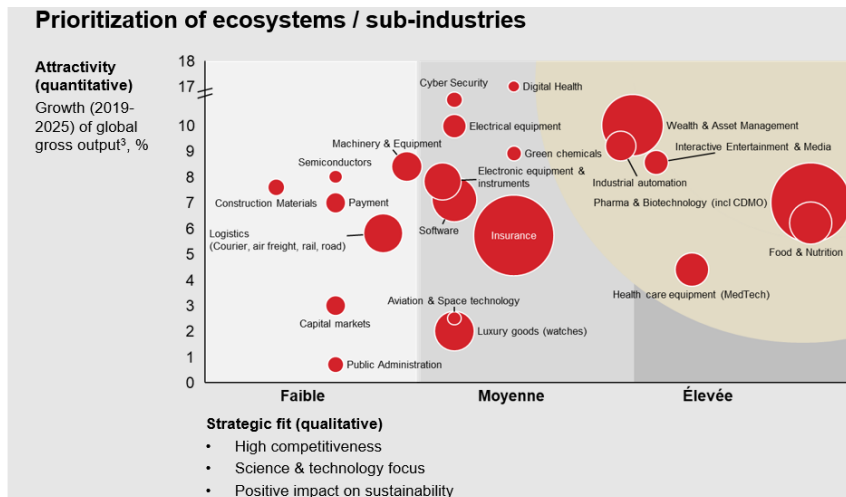 Prioritization of ecosystems / sub-industries
Attractivity
(quantitative)
Growth (2019-
2025) of global
gross output³, %
18
17
10
9
8
7
6
5
4
3
2
1
0
Cyber Security
Digital Health
Electrical equipment
Wealth & Asset Management
Machinery & Equipment
Interactive Entertainment & Media
Green chemicals
Semiconductors
Electronic equipment &
instruments
Industrial automation
Construction Materials
Payment
Pharma & Biotechnology (incl CDMO)
Logistics
(Courier, air freight, rail, road)
Software
Insurance
Food & Nutrition
Health care equipment (MedTech)
Aviation & Space technology
Capital markets
Luxury goods (watches)
Public Administration
Faible
Moyenne
Élevée
Strategic fit (qualitative)
• High competitiveness
• Science & technology focus
• Positive impact on sustainability